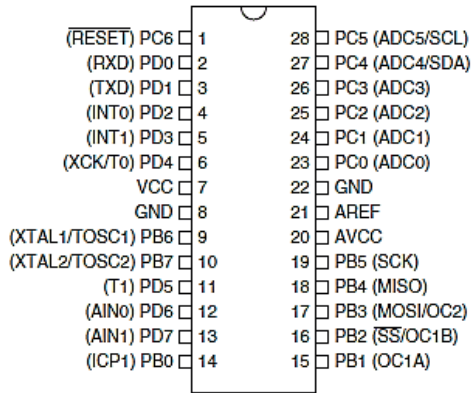 (RESET) PC6 1 28 PC5 (ADC5/SCL)
(RXD) PD0 2 27 PC4 (ADC4/SDA)
(TXD) PD1 3 26 PC3 (ADC3)
(INT0) PD2 4 25 PC2 (ADC2)
(INT1) PD3 5 24 PC1 (ADC1)
(XCK/T0) PD4 6 23 PC0 (ADC0)
VCC 7 22 GND
GND 8 21 AREF
(XTAL1/TOSC1) PB6 9 20 AVCC
(XTAL2/TOSC2) PB7 10 19 PB5 (SCK)
(T1) PD5 11 18 PB4 (MISO)
(AIN0) PD6 12 17 PB3 (MOSI/OC2)
(AIN1) PD7 13 16 PB2 (SS/OC1B)
(ICP1) PB0 14 15 PB1 (OC1A)